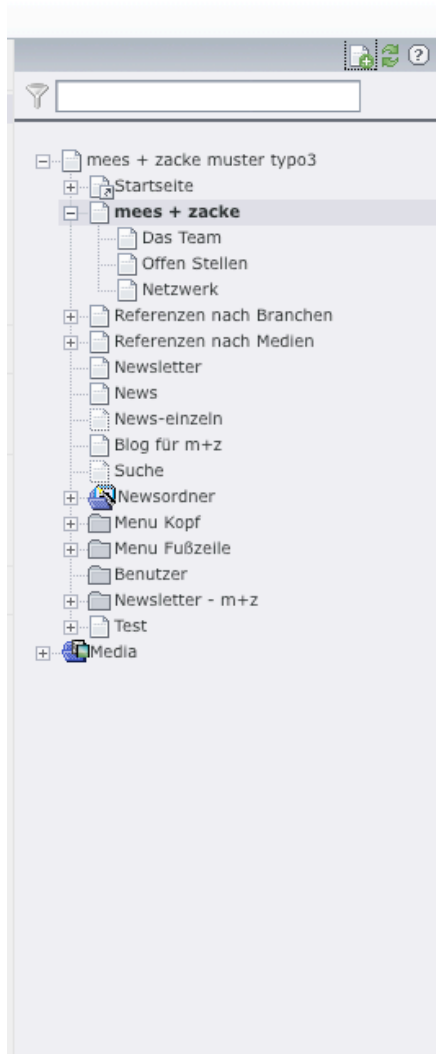 mees + zacke muster typo3
Startseite
mees + zacke
Das Team
Offen Stellen
Netzwerk
Referenzen nach Branchen
Referenzen nach Medien
Newsletter
News
News-einzeln
Blog für m+z
Suche
Newsordner
Menu Kopf
Menu Fußzeile
Benutzer
Newsletter - m+z
Test
Media